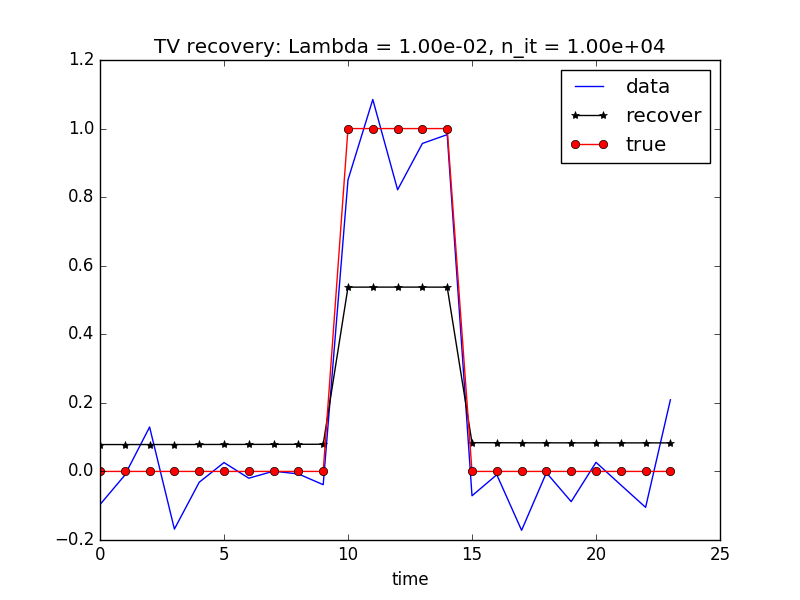 TV recovery: Lambda = 1.00e-02, n_it = 1.00e+04
1.2
1.0
0.8
0.6
0.4
0.2
0.0
−0.2
data
recover
true
0 5 10 15 20 25
time